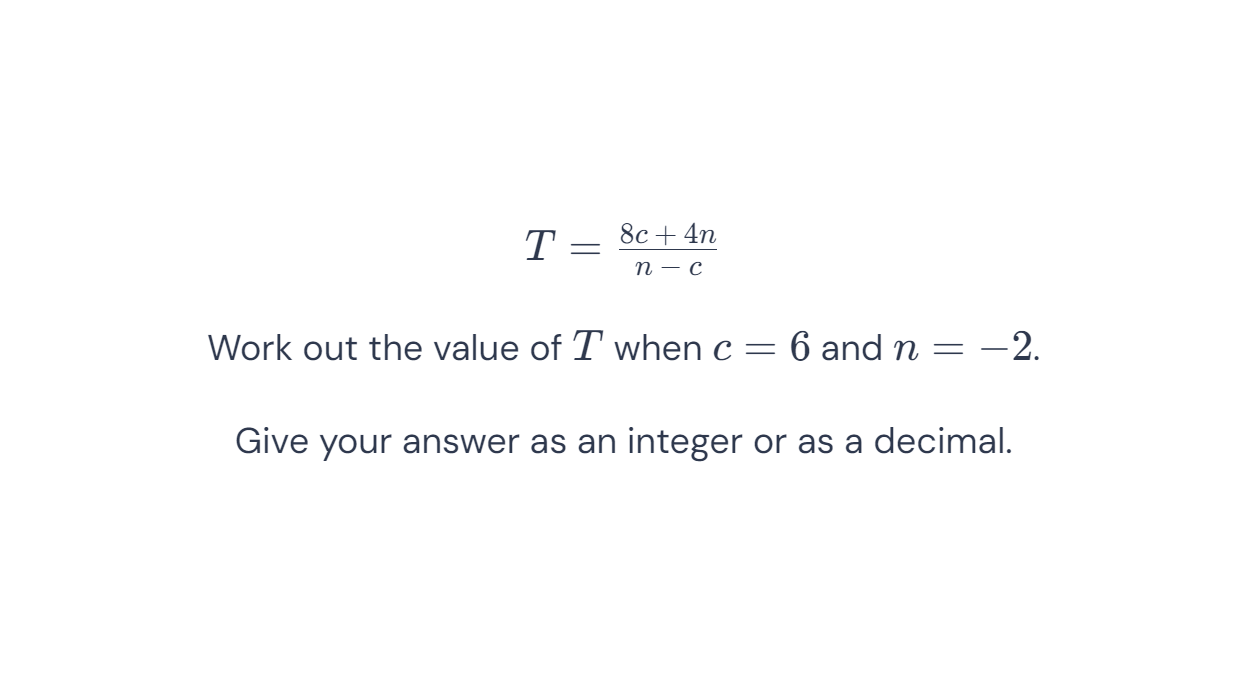 T = \frac{8c + 4n}{n - c}
Work out the value of T when c = 6 and n = −2.
Give your answer as an integer or as a decimal.